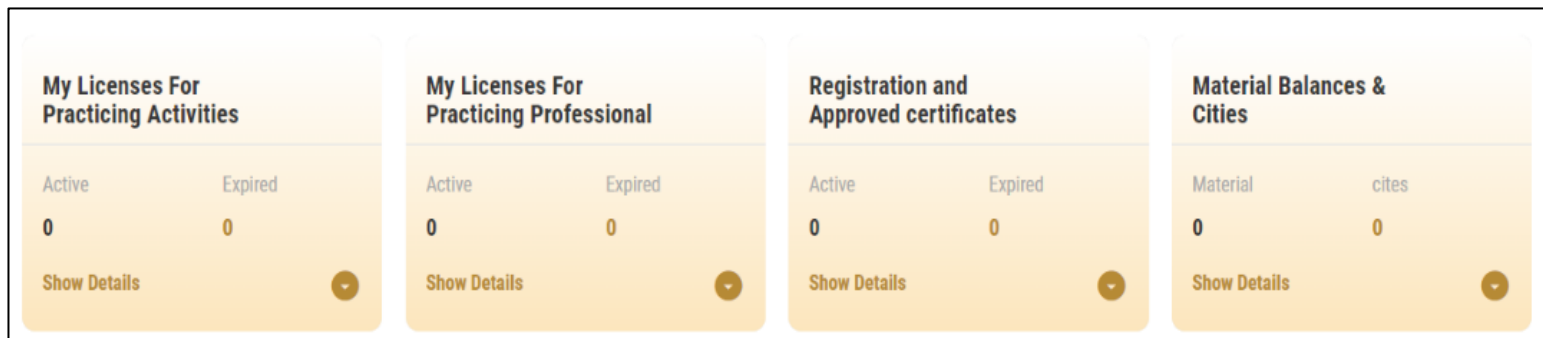 My Licenses For
Practicing Activities
Active Expired
0 0
Show Details
My Licenses For
Practicing Professional
Active Expired
0 0
Show Details
Registration and
Approved certificates
Active Expired
0 0
Show Details
Material Balances &
Cities
Material cites
0 0
Show Details